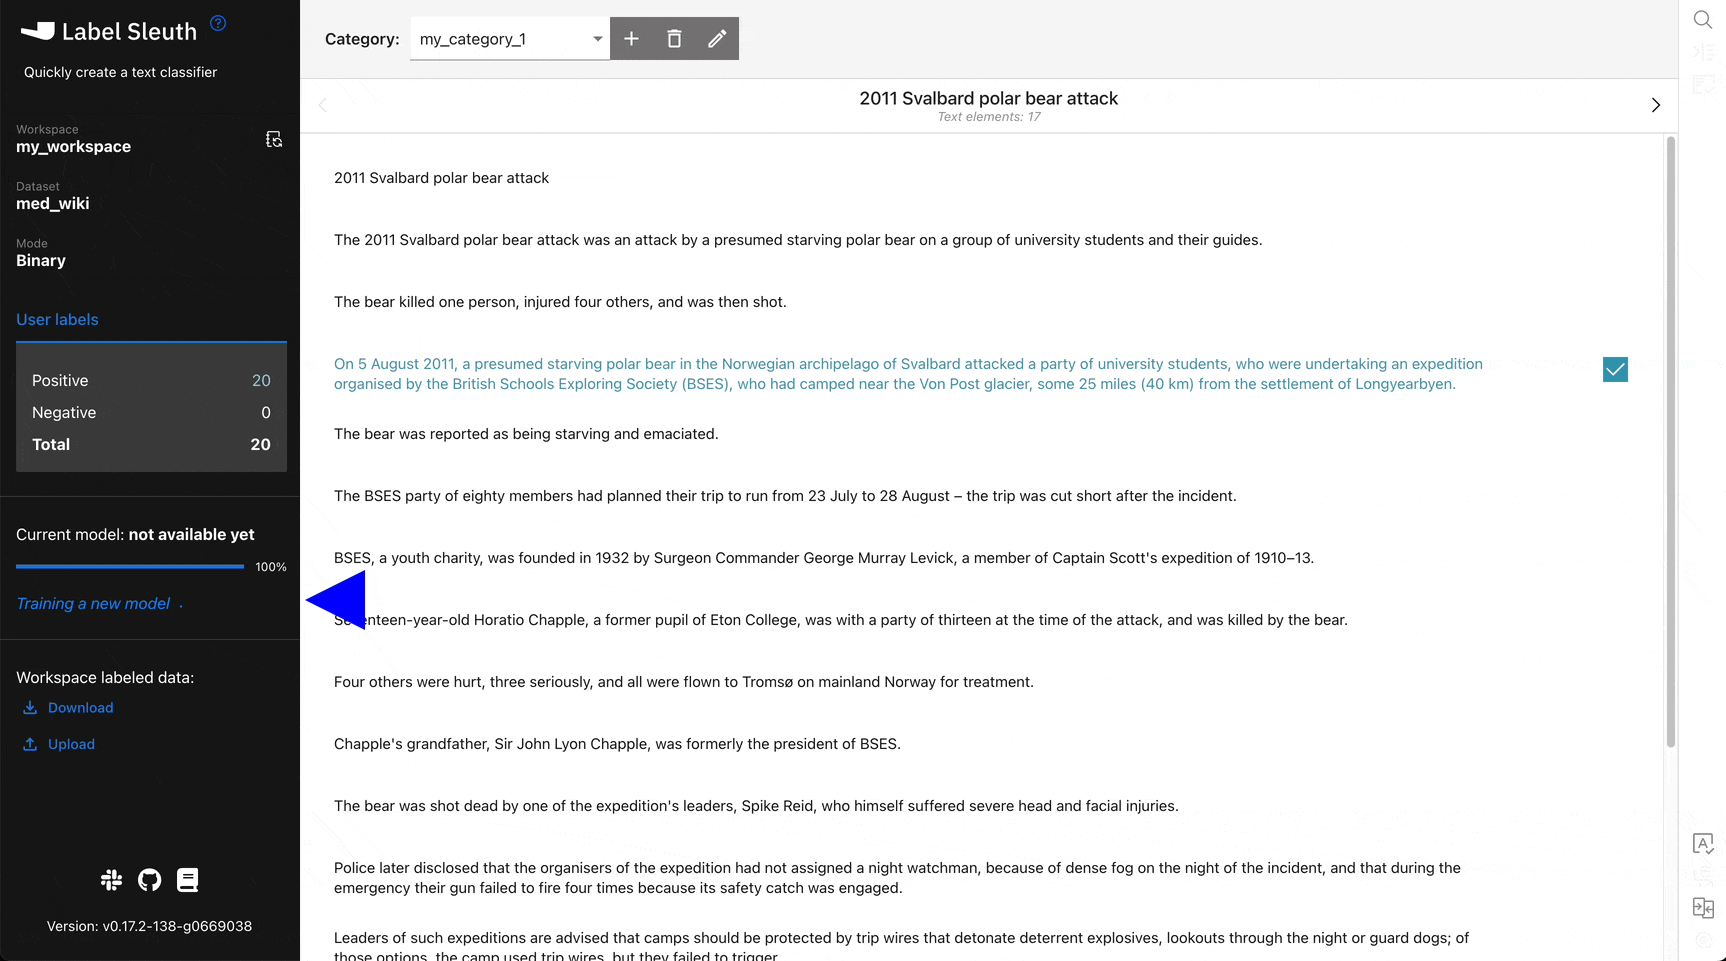 Label Sleuth
Quickly create a text classifier
Workspace
my_workspace
Dataset
med_wiki
Mode
Binary
User labels
Positive 20
Negative 0
Total 20
Current model: not available yet
100%
Training a new model .
Workspace labeled data:
Download
Upload
Version: v0.17.2-138-g0669038
Category: my_category_1
2011 Svalbard polar bear attack
Text elements: 17
2011 Svalbard polar bear attack
The 2011 Svalbard polar bear attack was an attack by a presumed starving polar bear on a group of university students and their guides.
The bear killed one person, injured four others, and was then shot.
On 5 August 2011, a presumed starving polar bear in the Norwegian archipelago of Svalbard attacked a party of university students, who were undertaking an expedition
organised by the British Schools Exploring Society (BSES), who had camped near the Von Post glacier, some 25 miles (40 km) from the settlement of Longyearbyen.
The bear was reported as being starving and emaciated.
The BSES party of eighty members had planned their trip to run from 23 July to 28 August – the trip was cut short after the incident.
BSES, a youth charity, was founded in 1932 by Surgeon Commander George Murray Levick, a member of Captain Scott's expedition of 1910–13.
Seventeen-year-old Horatio Chapple, a former pupil of Eton College, was with a party of thirteen at the time of the attack, and was killed by the bear.
Four others were hurt, three seriously, and all were flown to Tromsø on mainland Norway for treatment.
Chapple's grandfather, Sir John Lyon Chapple, was formerly the president of BSES.
The bear was shot dead by one of the expedition's leaders, Spike Reid, who himself suffered severe head and facial injuries.
Police later disclosed that the organisers of the expedition had not assigned a night watchman, because of dense fog on the night of the incident, and that during the
emergency their gun failed to fire four times because its safety catch was engaged.
Leaders of such expeditions are advised that camps should be protected by trip wires that detonate deterrent explosives, lookouts through the night or guard dogs; of
those options, the camp used trip wires, but they failed to trigger.